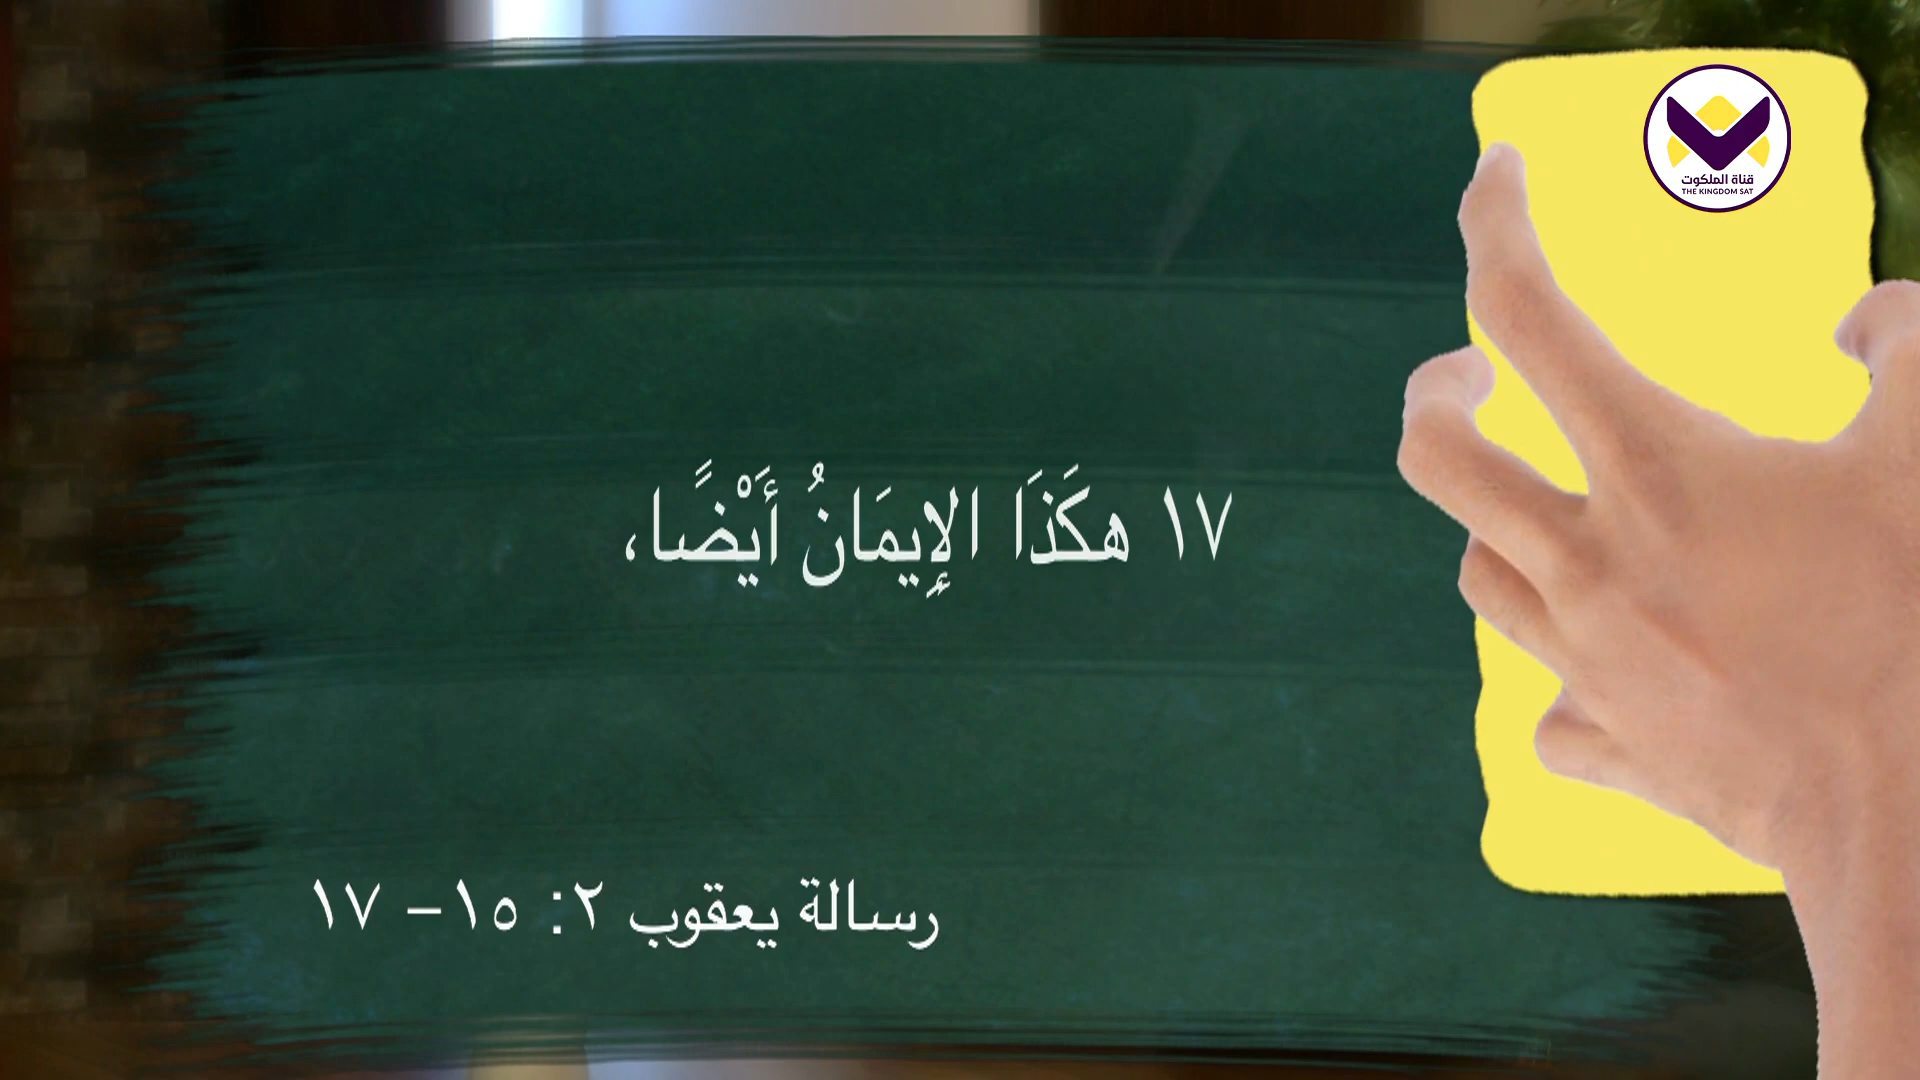 قناة الملكوت
THE KINGDOM SAT
١٧ هكَذَا الإِيمَانُ أَيْضًا،
رسالة يعقوب ٢: ١٥- ١٧